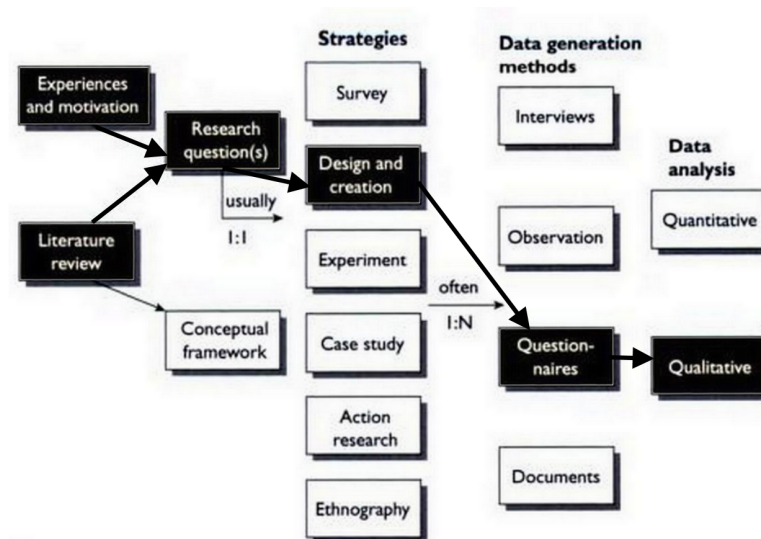 Experiences
and motivation
Literature
review
Research
question(s)
usually
1:1
Conceptual
framework
Strategies
Survey
Design and
creation
Experiment
Case study
Action
research
Ethnography
often
1:N
Data generation
methods
Interviews
Observation
Question-
naires
Documents
Data
analysis
Quantitative
Qualitative